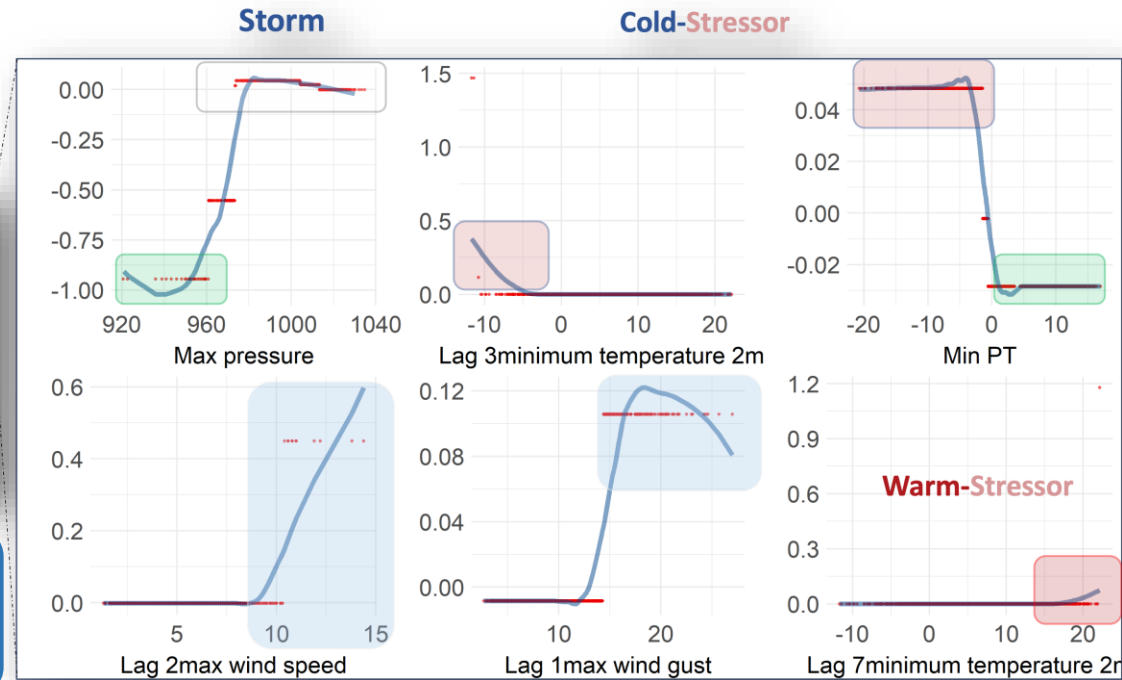 Storm
Cold-Stressor
0.00
-0.25
-0.50
-0.75
-1.00
920 960 1000 1040
Max pressure
1.5
1.0
0.5
0.0
-10 0 10 20
Lag 3minimum temperature 2m
0.04
0.02
0.00
-0.02
-20 -10 0 10
Min PT
0.6
0.4
0.2
0.0
5 10 15
Lag 2max wind speed
0.12
0.08
0.04
0.00
10 20
Lag 1max wind gust
1.2
0.9
0.6
0.3
0.0
Warm-Stressor
-10 0 10 20
Lag 7minimum temperature 2m